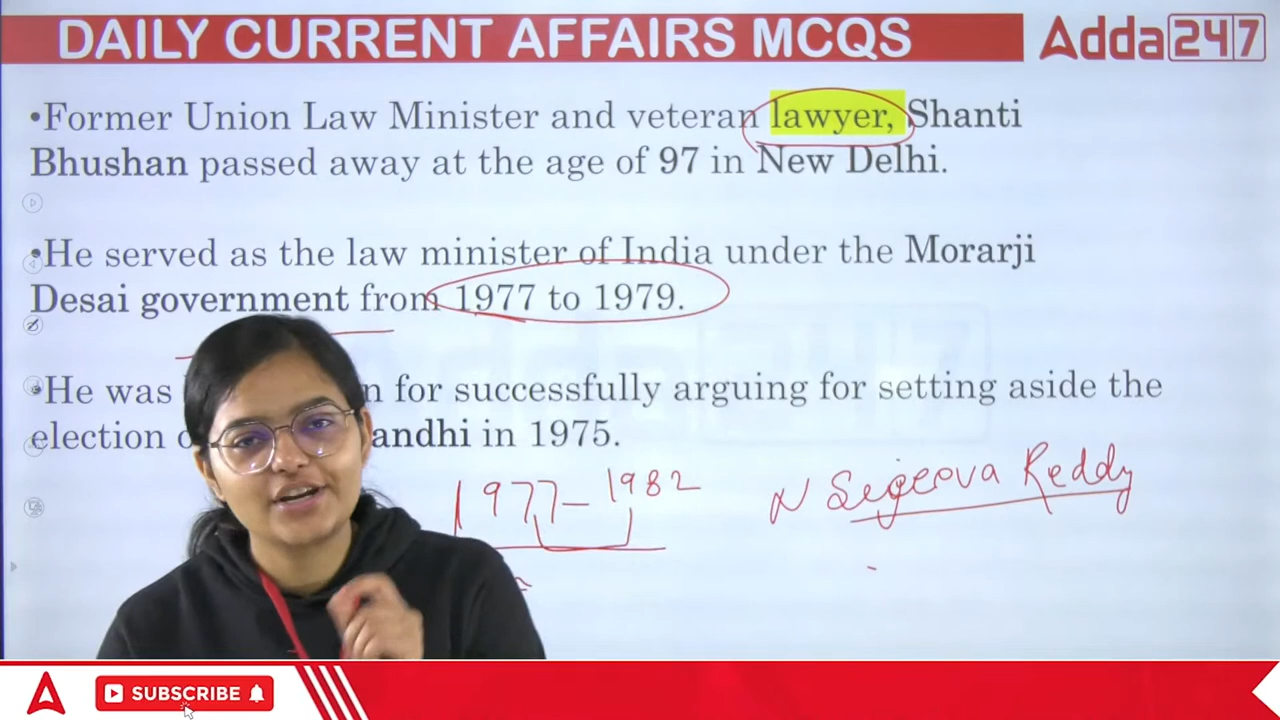 DAILY CURRENT AFFAIRS MCQS
Adda 247
•Former Union Law Minister and veteran lawyer, Shanti
Bhushan passed away at the age of 97 in New Delhi.
•He served as the law minister of India under the Morarji
Desai government from 1977 to 1979.
•He was n for successfully arguing for setting aside the
election andhi in 1975.
1977 – 1982
N Reddy
SUBSCRIBE